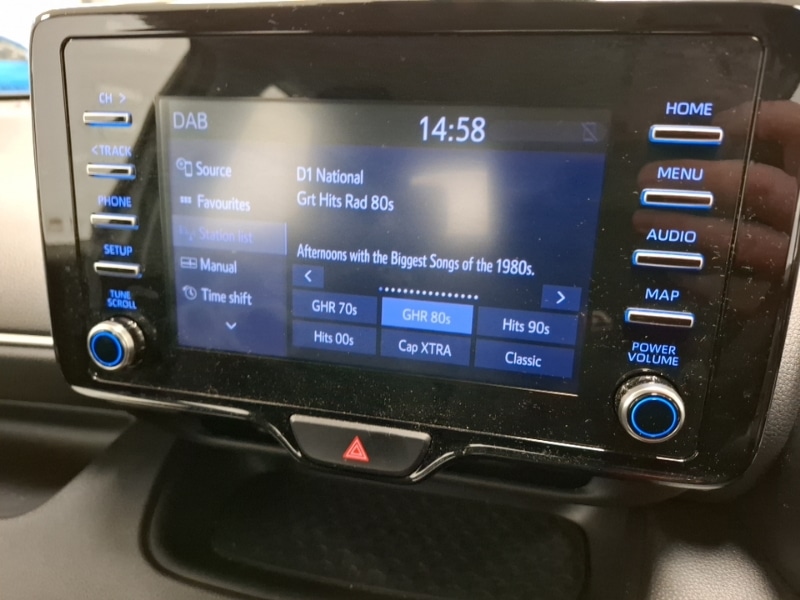 CH >
< TRACK
PHONE
SETUP
TUNE
SCROLL
DAB
14:58
Source
Favourites
Station list
Manual
Time shift
D1 National
Grt Hits Rad 80s
Afternoons with the Biggest Songs of the 1980s.
< >
GHR 70s GHR 80s Hits 90s
Hits 00s Cap XTRA Classic
HOME
MENU
AUDIO
MAP
POWER
VOLUME